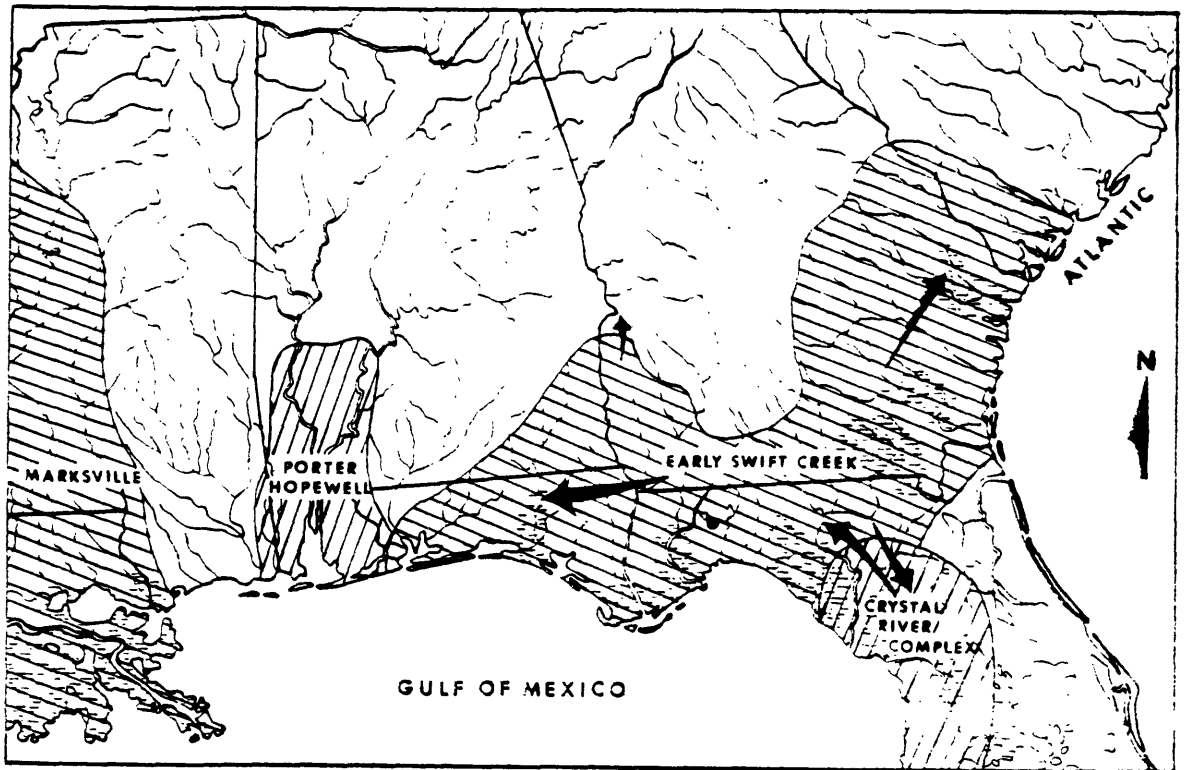 ATLANTIC
N
MARKSVILLE
PORTER
HOPEWELL
EARLY SWIFT CREEK
CRYSTAL
RIVER/
COMPLEX
GULF OF MEXICO